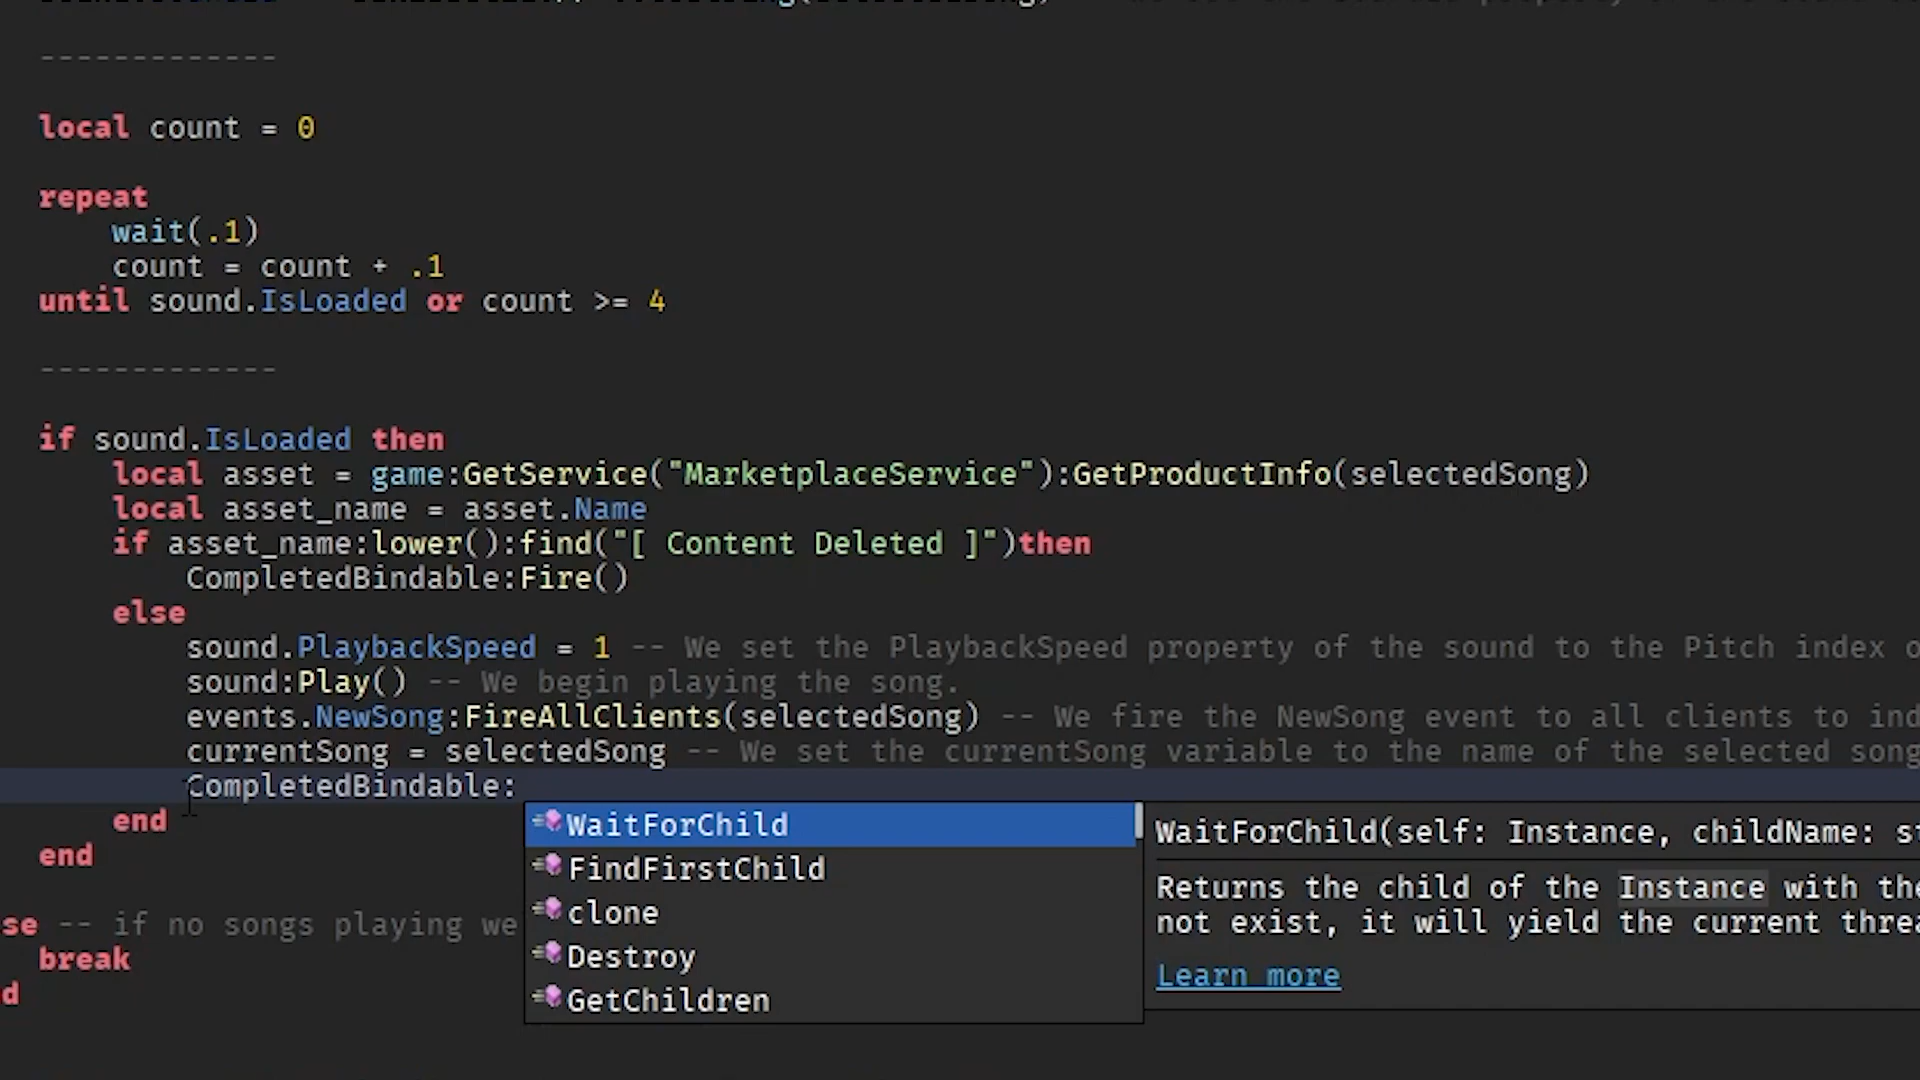 -------------
local count = 0
repeat
wait(.1)
count = count + .1
until sound.IsLoaded or count >= 4
-------------
if sound.IsLoaded then
local asset = game:GetService("MarketplaceService"):GetProductInfo(selectedSong)
local asset_name = asset.Name
if asset_name:lower():find("[ Content Deleted ]")then
CompletedBindable:Fire()
else
sound.PlaybackSpeed = 1 -- We set the PlaybackSpeed property of the sound to the Pitch index o
sound:Play() -- We begin playing the song.
events.NewSong:FireAllClients(selectedSong) -- We fire the NewSong event to all clients to ind
currentSong = selectedSong -- We set the currentSong variable to the name of the selected song
CompletedBindable:
end
end
se -- if no songs playing we
break
d
WaitForChild
FindFirstChild
clone
Destroy
GetChildren
WaitForChild(self: Instance, childName: st
Returns the child of the Instance with the
not exist, it will yield the current threa
Learn more